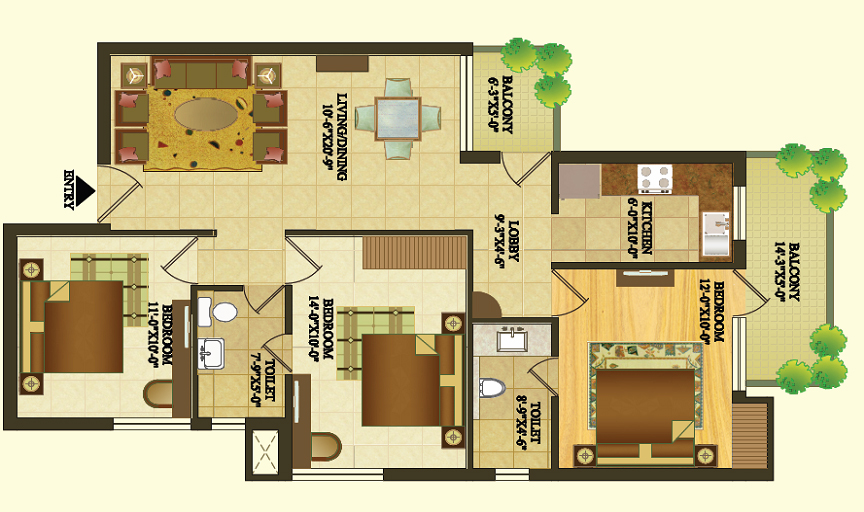 BALCONY
6'-3"X5'-0"
LIVING/DINING
10'-6"X20'-9"
ENTRY
KITCHEN
6'-0"X10'-0"
LOBBY
9'-3"X4'-6"
BALCONY
14'-3"X5'-0"
BEDROOM
12'-0"X10'-0"
BEDROOM
11'-0"X10'-0"
BEDROOM
14'-0"X10'-0"
TOILET
7'-9"X5'-0"
TOILET
8'-9"X4'-6"